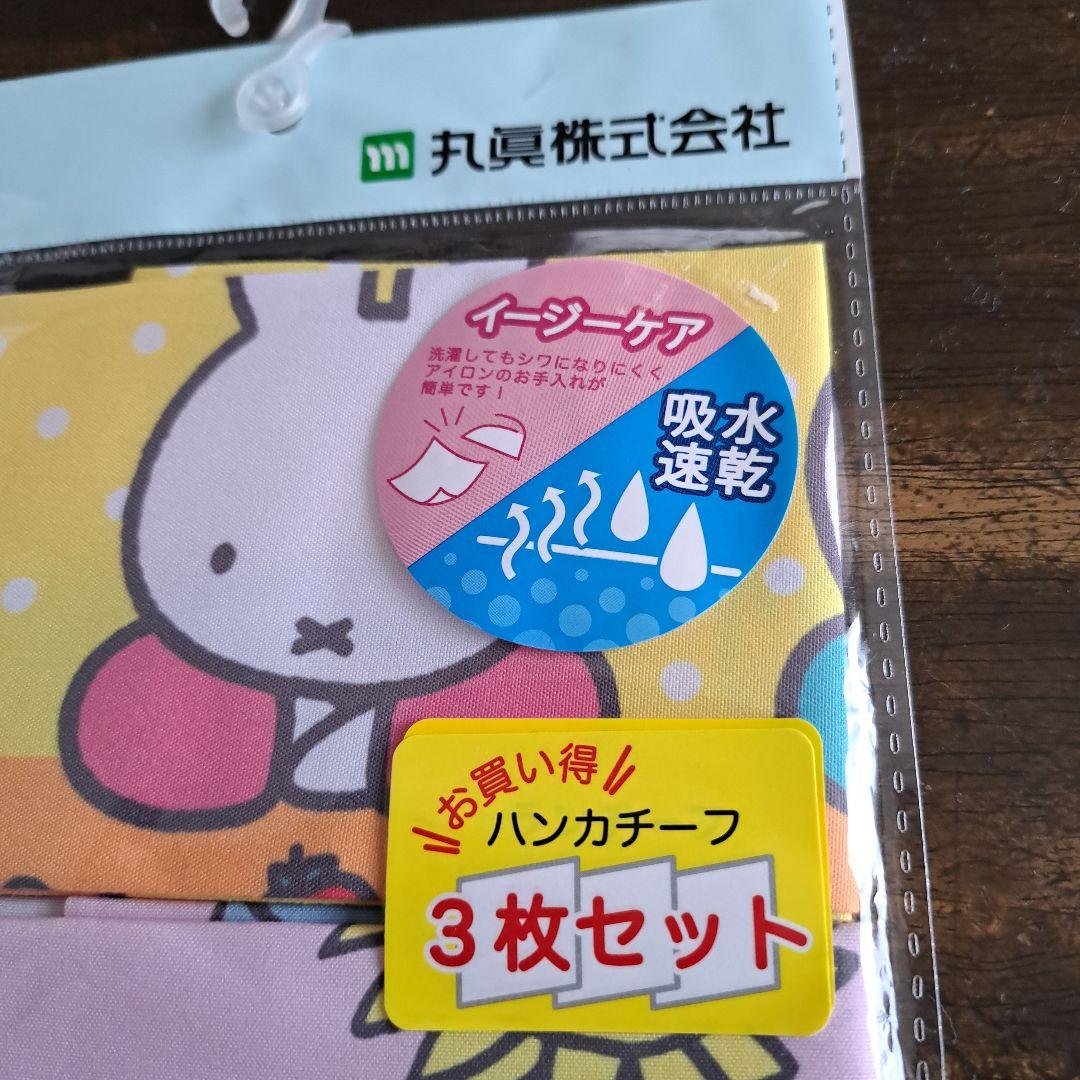 m 丸眞株式会社
イージーケア
洗濯してもシワになりにくく
アイロンのお手入れが
簡単です！
吸水
速乾
お買い得
ハンカチーフ
3枚セット